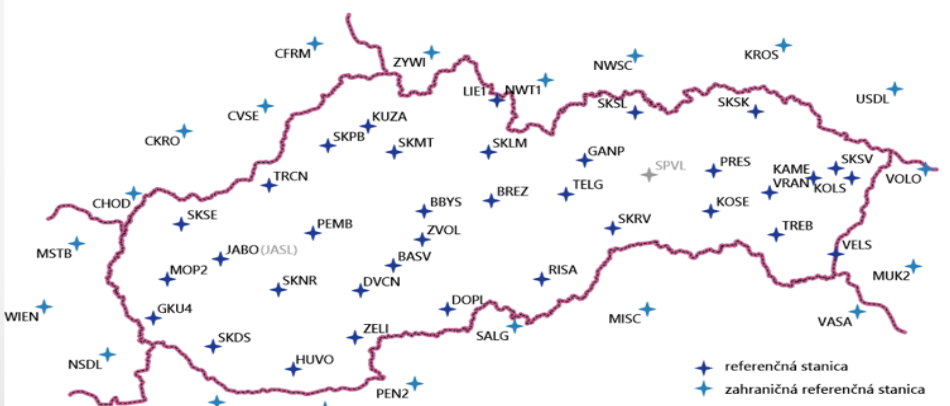 CFRM
ZYWI
NWSC
KROS
LIE1
NWT1
USDL
CVSE
KUZA
SKSL
SKSK
CKRO
SKPB
SKMT
SKLM
GANP
SPVL
PRES
KAME
SKSV
VOLO
TRCN
CHOD
VRAN
KOLS
TELG
BREZ
BBYS
KOSE
SKSE
PEMB
SKRV
TREB
ZVOL
MSTB
JABO (JASL)
VELS
BASV
MOP2
RISA
MUK2
SKNR
DVCN
WIEN
GKU4
DOPL
MISC
VASA
SALG
ZELI
SKDS
NSDL
HUVO
PEN2
referenčná stanica
zahraničná referenčná stanica